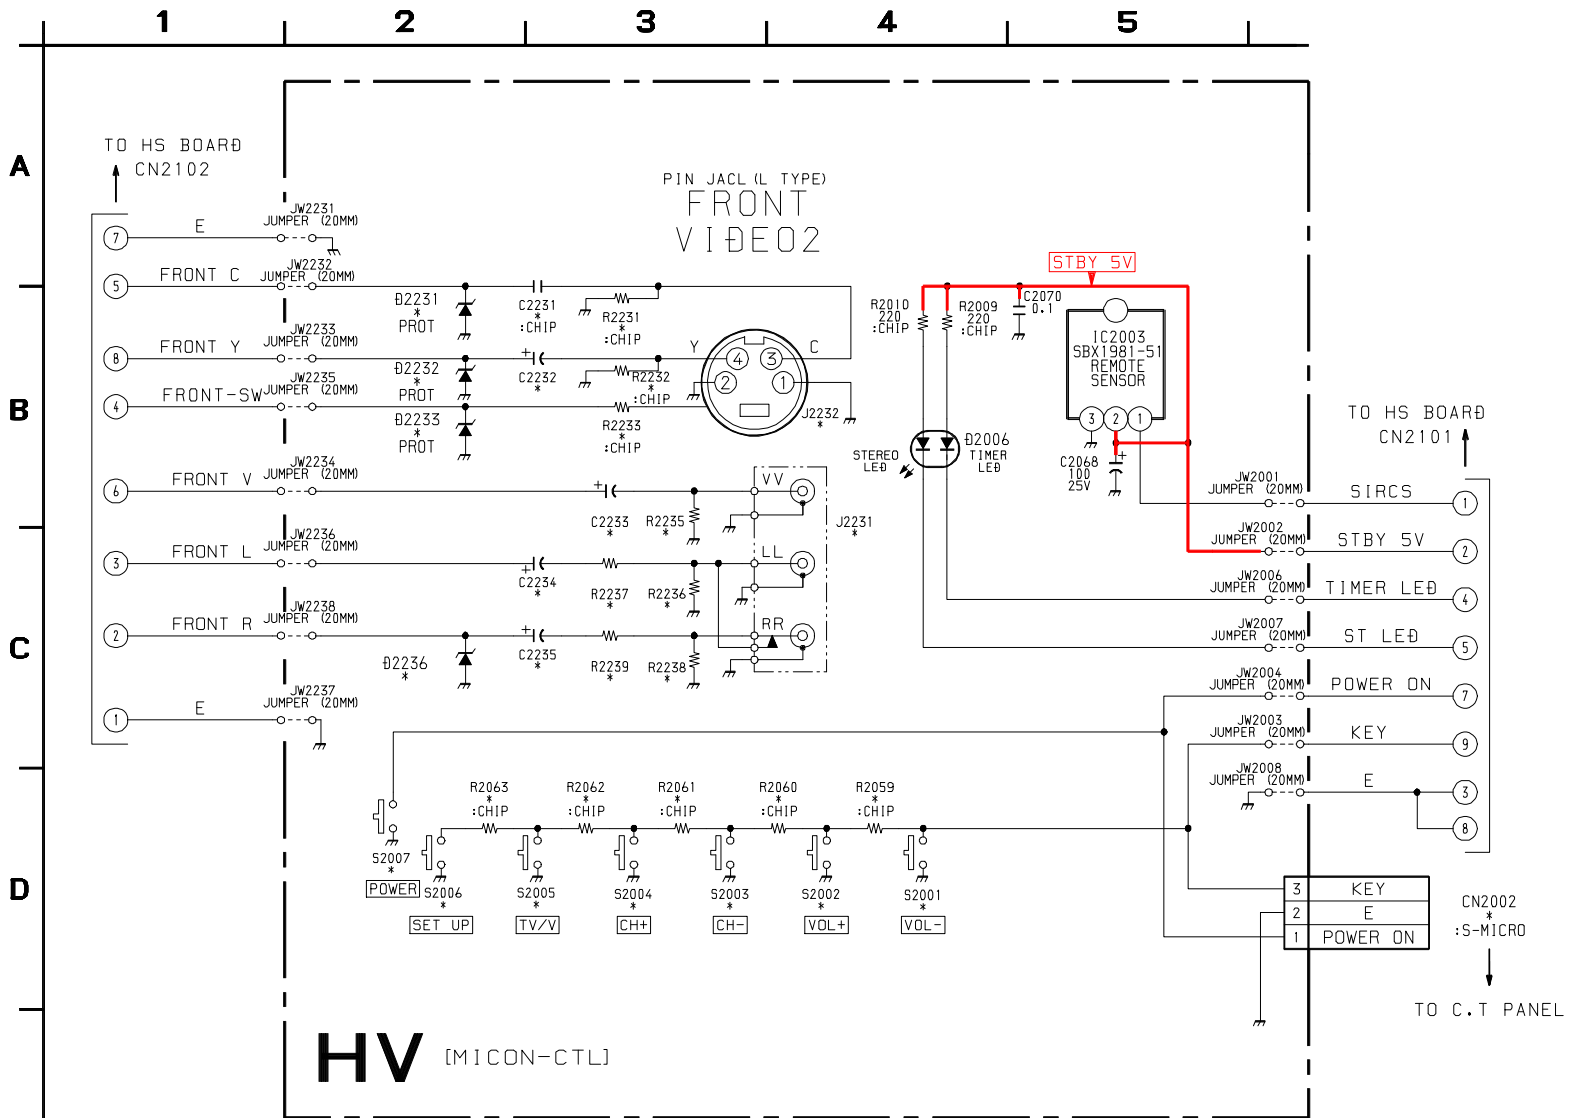 1 2 3 4 5
A
B
C
D
TO HS BOARD
CN2102
7 E JW2231 JUMPER (20MM)
5 FRONT C JW2232 JUMPER (20MM)
8 FRONT Y JW2233 JUMPER (20MM)
4 FRONT-SW JW2235 JUMPER (20MM)
6 FRONT V JW2234 JUMPER (20MM)
3 FRONT L JW2236 JUMPER (20MM)
2 FRONT R JW2238 JUMPER (20MM)
1 E JW2237 JUMPER (20MM)
PIN JACL (L TYPE)
FRONT
VIDEO2
D2231
*
PROT
D2232
*
PROT
D2233
*
PROT
D2236
*
C2231
*
:CHIP
+
C2232
*
R2231
*
:CHIP
R2232
*
:CHIP
R2233
*
:CHIP
Y C
4 3
2 1
J2232
*
+
C2233
*
R2235
*
VV
J2231
*
+
C2234
*
R2237
*
R2236
*
LL
+
C2235
*
R2239
*
R2238
*
RR
STBY 5V
R2010
220
:CHIP
R2009
220
:CHIP
C2070
0.1
IC2003
SBX1981-51
REMOTE
SENSOR
3 2 1
C2068
100
25V
+
STEREO
LED
D2006
TIMER
LED
TO HS BOARD
CN2101
JW2001 JUMPER (20MM) SIRCS 1
JW2002 JUMPER (20MM) STBY 5V 2
JW2006 JUMPER (20MM) TIMER LED 4
JW2007 JUMPER (20MM) ST LED 5
JW2004 JUMPER (20MM) POWER ON 7
JW2003 JUMPER (20MM) KEY 9
JW2008 JUMPER (20MM) E 3
8
R2063
*
:CHIP
R2062
*
:CHIP
R2061
*
:CHIP
R2060
*
:CHIP
R2059
*
:CHIP
S2007
*
POWER
S2006
*
SET UP
S2005
*
TV/V
S2004
*
CH+
S2003
*
CH-
S2002
*
VOL+
S2001
*
VOL-
3 KEY
2 E
1 POWER ON
CN2002
*
:S-MICRO
TO C.T PANEL
HV [MICON-CTL]